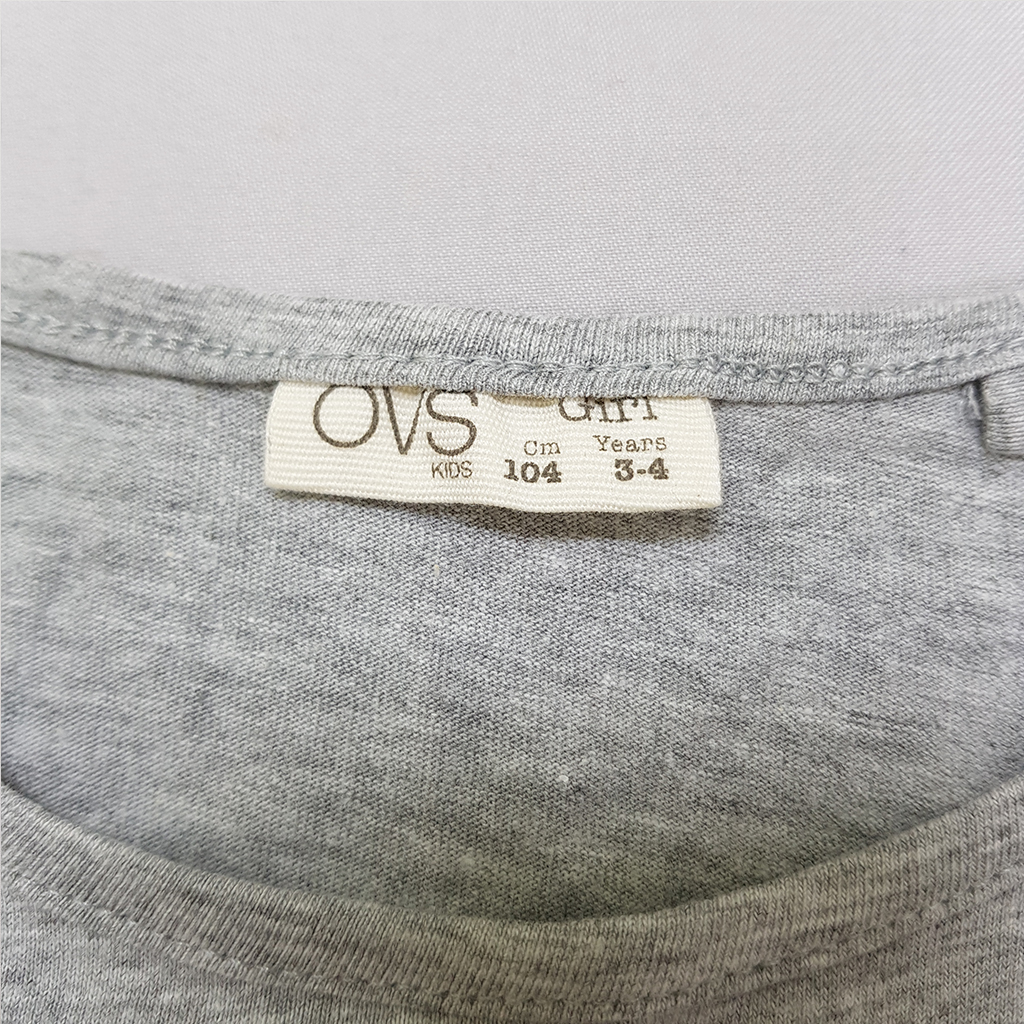 OVS Girl
KIDS Cm Years
104 3-4